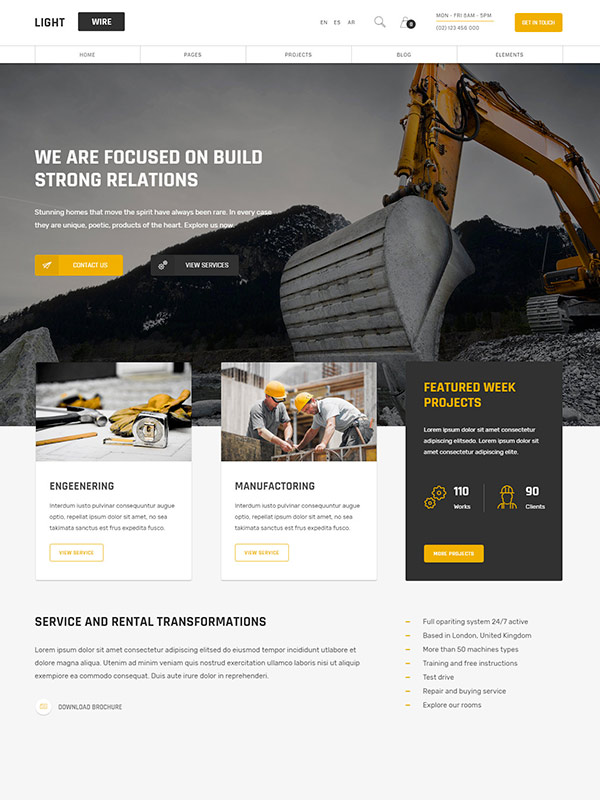 LIGHT WIRE
EN ES AR
0
MON - FRI 8AM - 5PM
(02) 123 456 000
GET IN TOUCH
HOME PAGES PROJECTS BLOG ELEMENTS
WE ARE FOCUSED ON BUILD
STRONG RELATIONS
Stunning homes that move the spirit have always been rare. In every case
they are unique, poetic, products of the heart. Explore us now.
CONTACT US VIEW SERVICES
ENGEENERING
Interdum iusto pulvinar consequuntur augue
optio, repellat ipsum dolor sit amet, no sea
takimata sanctus est frus expedita fusco.
VIEW SERVICE
MANUFACTORING
Interdum iusto pulvinar consequuntur augue
optio, repellat ipsum dolor sit amet, no sea
takimata sanctus est frus expedita fusco.
VIEW SERVICE
FEATURED WEEK
PROJECTS
Lorem ipsum dolor sit amet consectetur
adipiscing elitsedo. Lorem ipsum dolor sit
amet consectetur adipiscing elite.
110 Works
90 Clients
MORE PROJECTS
SERVICE AND RENTAL TRANSFORMATIONS
Lorem ipsum dolor sit amet consectetur adipiscing elitsed do eiusmod tempor incididunt utlabore et
dolore magna aliqua. Utenim ad minim veniam quis nostrud exercitation ullamco laboris nisi ut aliquip
exempiro ea commodo consequat. Duis aute irure dolor in reprehenderi.
DOWNLOAD BROCHURE
Full opariting system 24/7 active
Based in London, United Kingdom
More than 50 machines types
Training and free instructions
Test drive
Repair and buying service
Explore our rooms